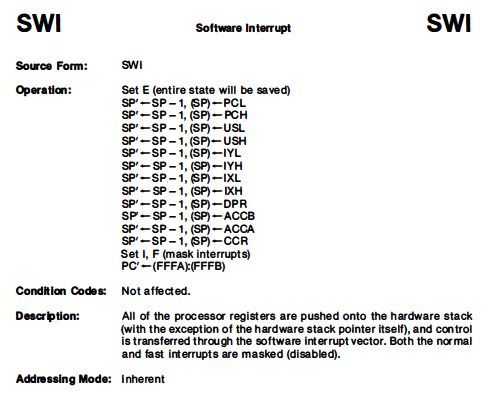 SWI Software Interrupt SWI
Source Form: SWI
Operation: Set E (entire state will be saved)
SP'←SP – 1, (SP)←PCL
SP'←SP – 1, (SP)←PCH
SP'←SP – 1, (SP)←USL
SP'←SP – 1, (SP)←USH
SP'←SP – 1, (SP)←IYL
SP'←SP – 1, (SP)←IYH
SP'←SP – 1, (SP)←IXL
SP'←SP – 1, (SP)←IXH
SP'←SP – 1, (SP)←DPR
SP'←SP – 1, (SP)←ACCB
SP'←SP – 1, (SP)←ACCA
SP'←SP – 1, (SP)←CCR
Set I, F (mask interrupts)
PC'←(FFFA):(FFFB)
Condition Codes: Not affected.
Description: All of the processor registers are pushed onto the hardware stack
(with the exception of the hardware stack pointer itself), and control
is transferred through the software interrupt vector. Both the normal
and fast interrupts are masked (disabled).
Addressing Mode: Inherent